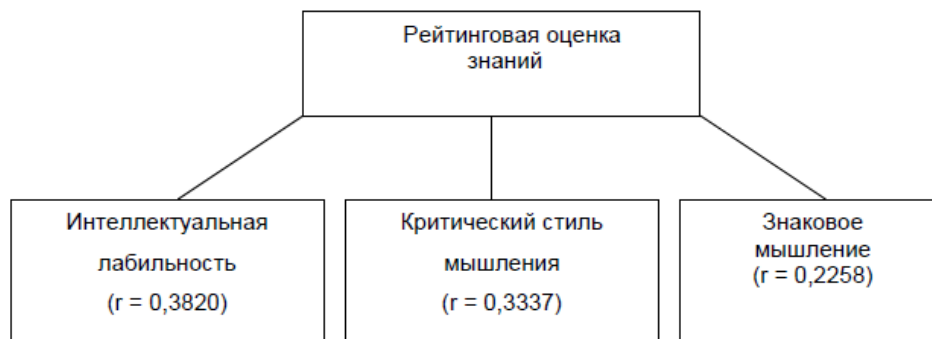 Рейтинговая оценка
знаний
Интеллектуальная
лабильность
(r = 0,3820)
Критический стиль
мышления
(r = 0,3337)
Знаковое
мышление
(r = 0,2258)